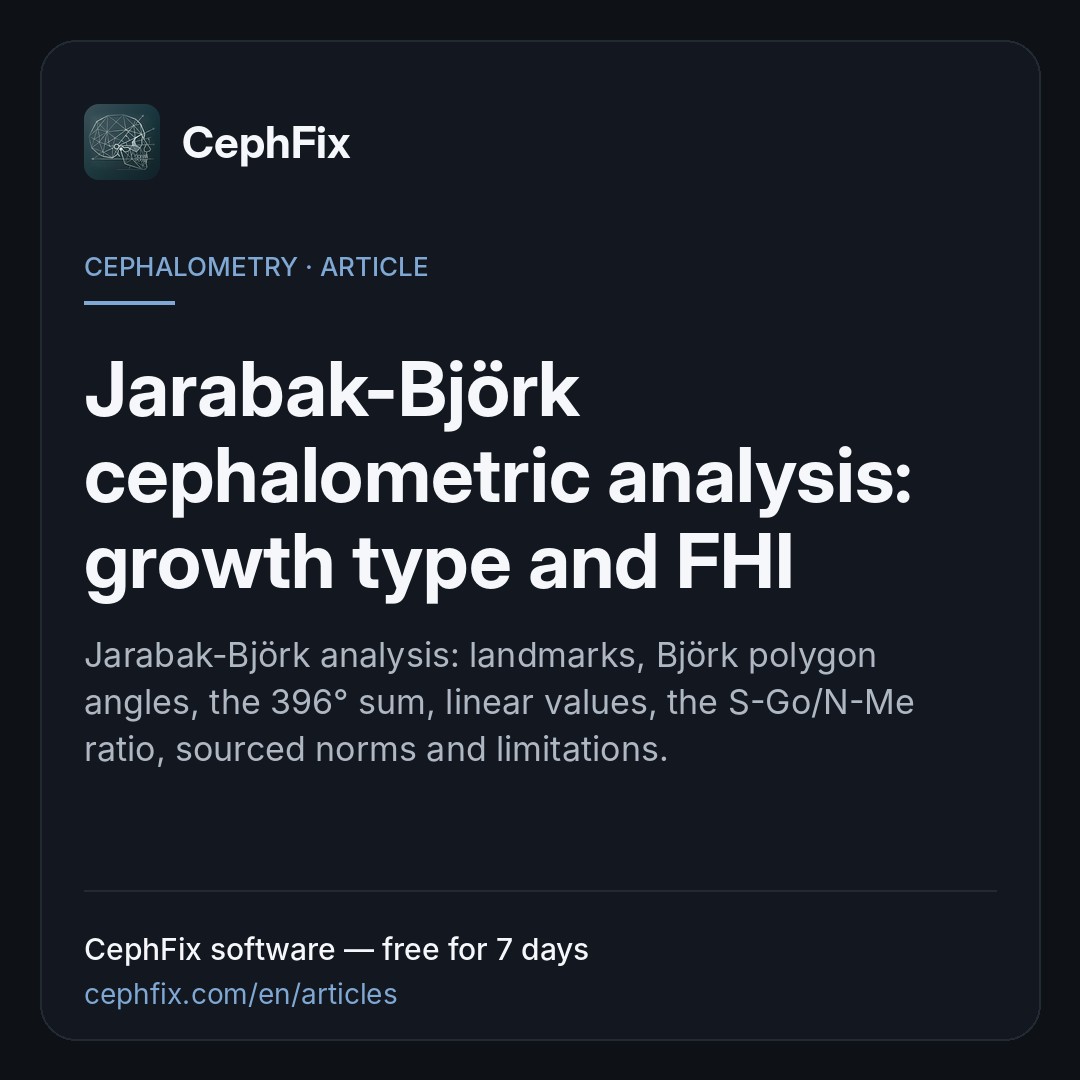 CephFix
CEPHALOMETRY · ARTICLE
Jarabak-Björk
cephalometric analysis:
growth type and FHI
Jarabak-Björk analysis: landmarks, Björk polygon
angles, the 396° sum, linear values, the S-Go/N-Me
ratio, sourced norms and limitations.
CephFix software — free for 7 days
cephfix.com/en/articles